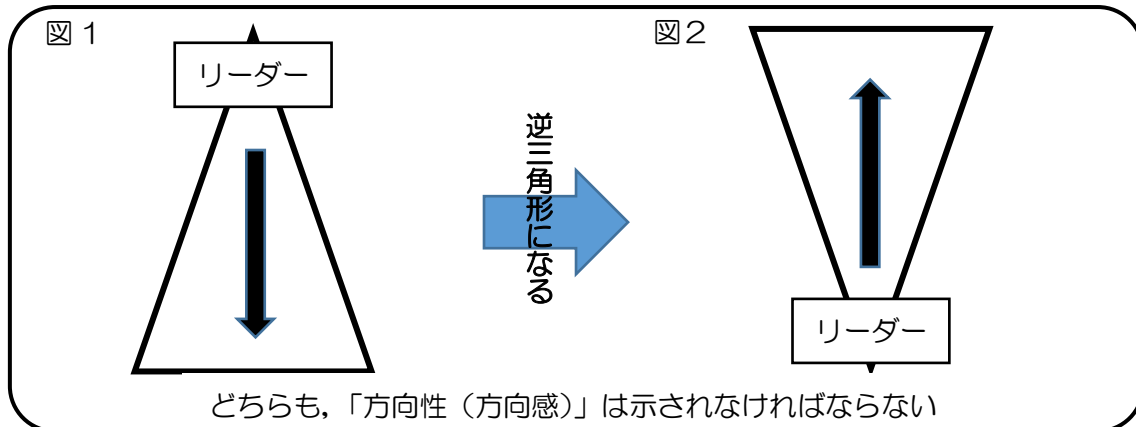 図1
リーダー
逆三角形になる
図2
リーダー
どちらも,「方向性（方向感）」は示されなければならない